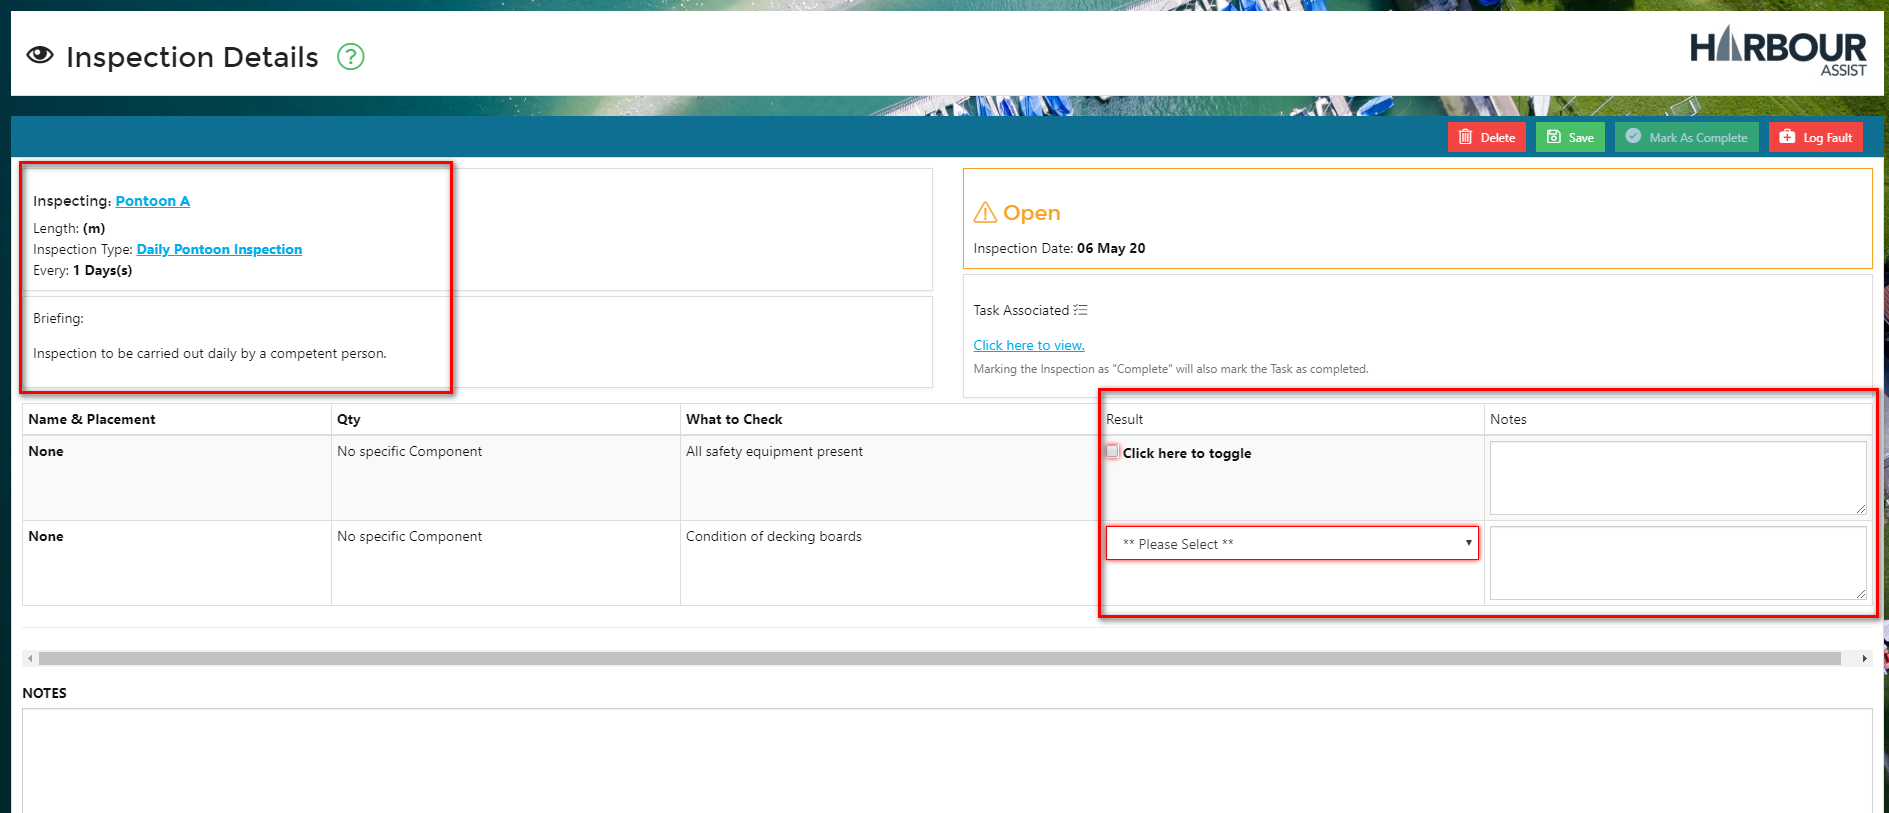 Inspection Details ?
HARBOUR
ASSIST
Delete
Save
Mark As Complete
Log Fault
Inspecting: Pontoon A
Length: (m)
Inspection Type: Daily Pontoon Inspection
Every: 1 Days(s)
Briefing:
Inspection to be carried out daily by a competent person.
Open
Inspection Date: 06 May 20
Task Associated
Click here to view.
Marking the Inspection as "Complete" will also mark the Task as completed.
Name & Placement Qty What to Check Result Notes
None No specific Component All safety equipment present Click here to toggle
None No specific Component Condition of decking boards ** Please Select **
NOTES